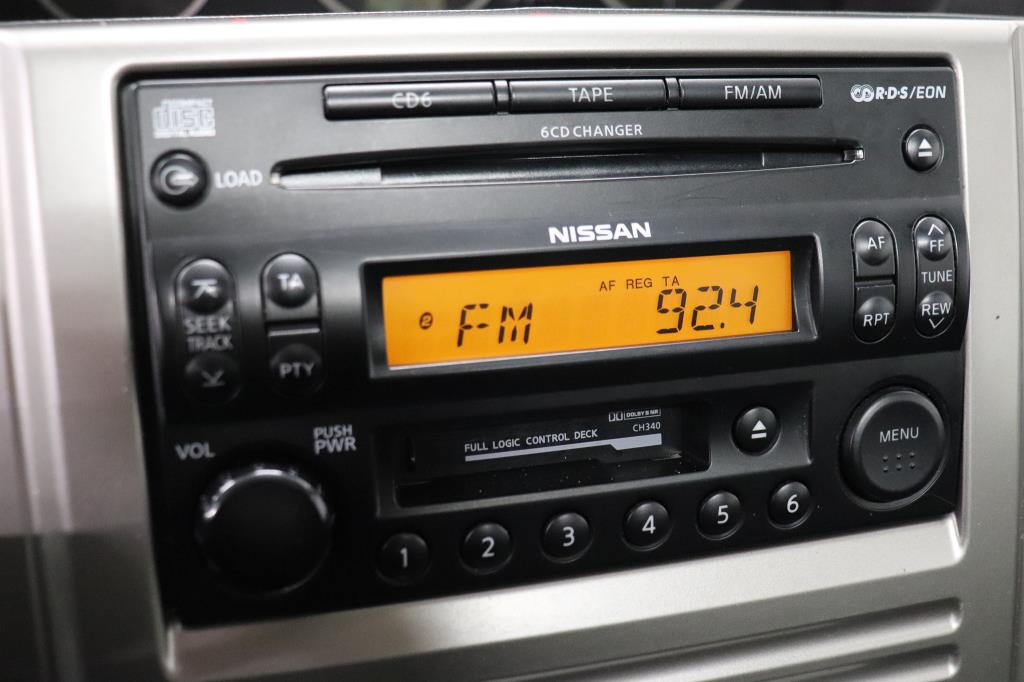 CD6 TAPE FM/AM R·D·S/EON
COMPACT
disc
DIGITAL AUDIO
6CD CHANGER
LOAD
NISSAN
TA
SEEK
TRACK
PTY
AF REG TA
2 FM 92.4
AF
RPT
FF
TUNE
REW
VOL
PUSH
PWR
DOLBY B NR
FULL LOGIC CONTROL DECK CH340
MENU
1 2 3 4 5 6